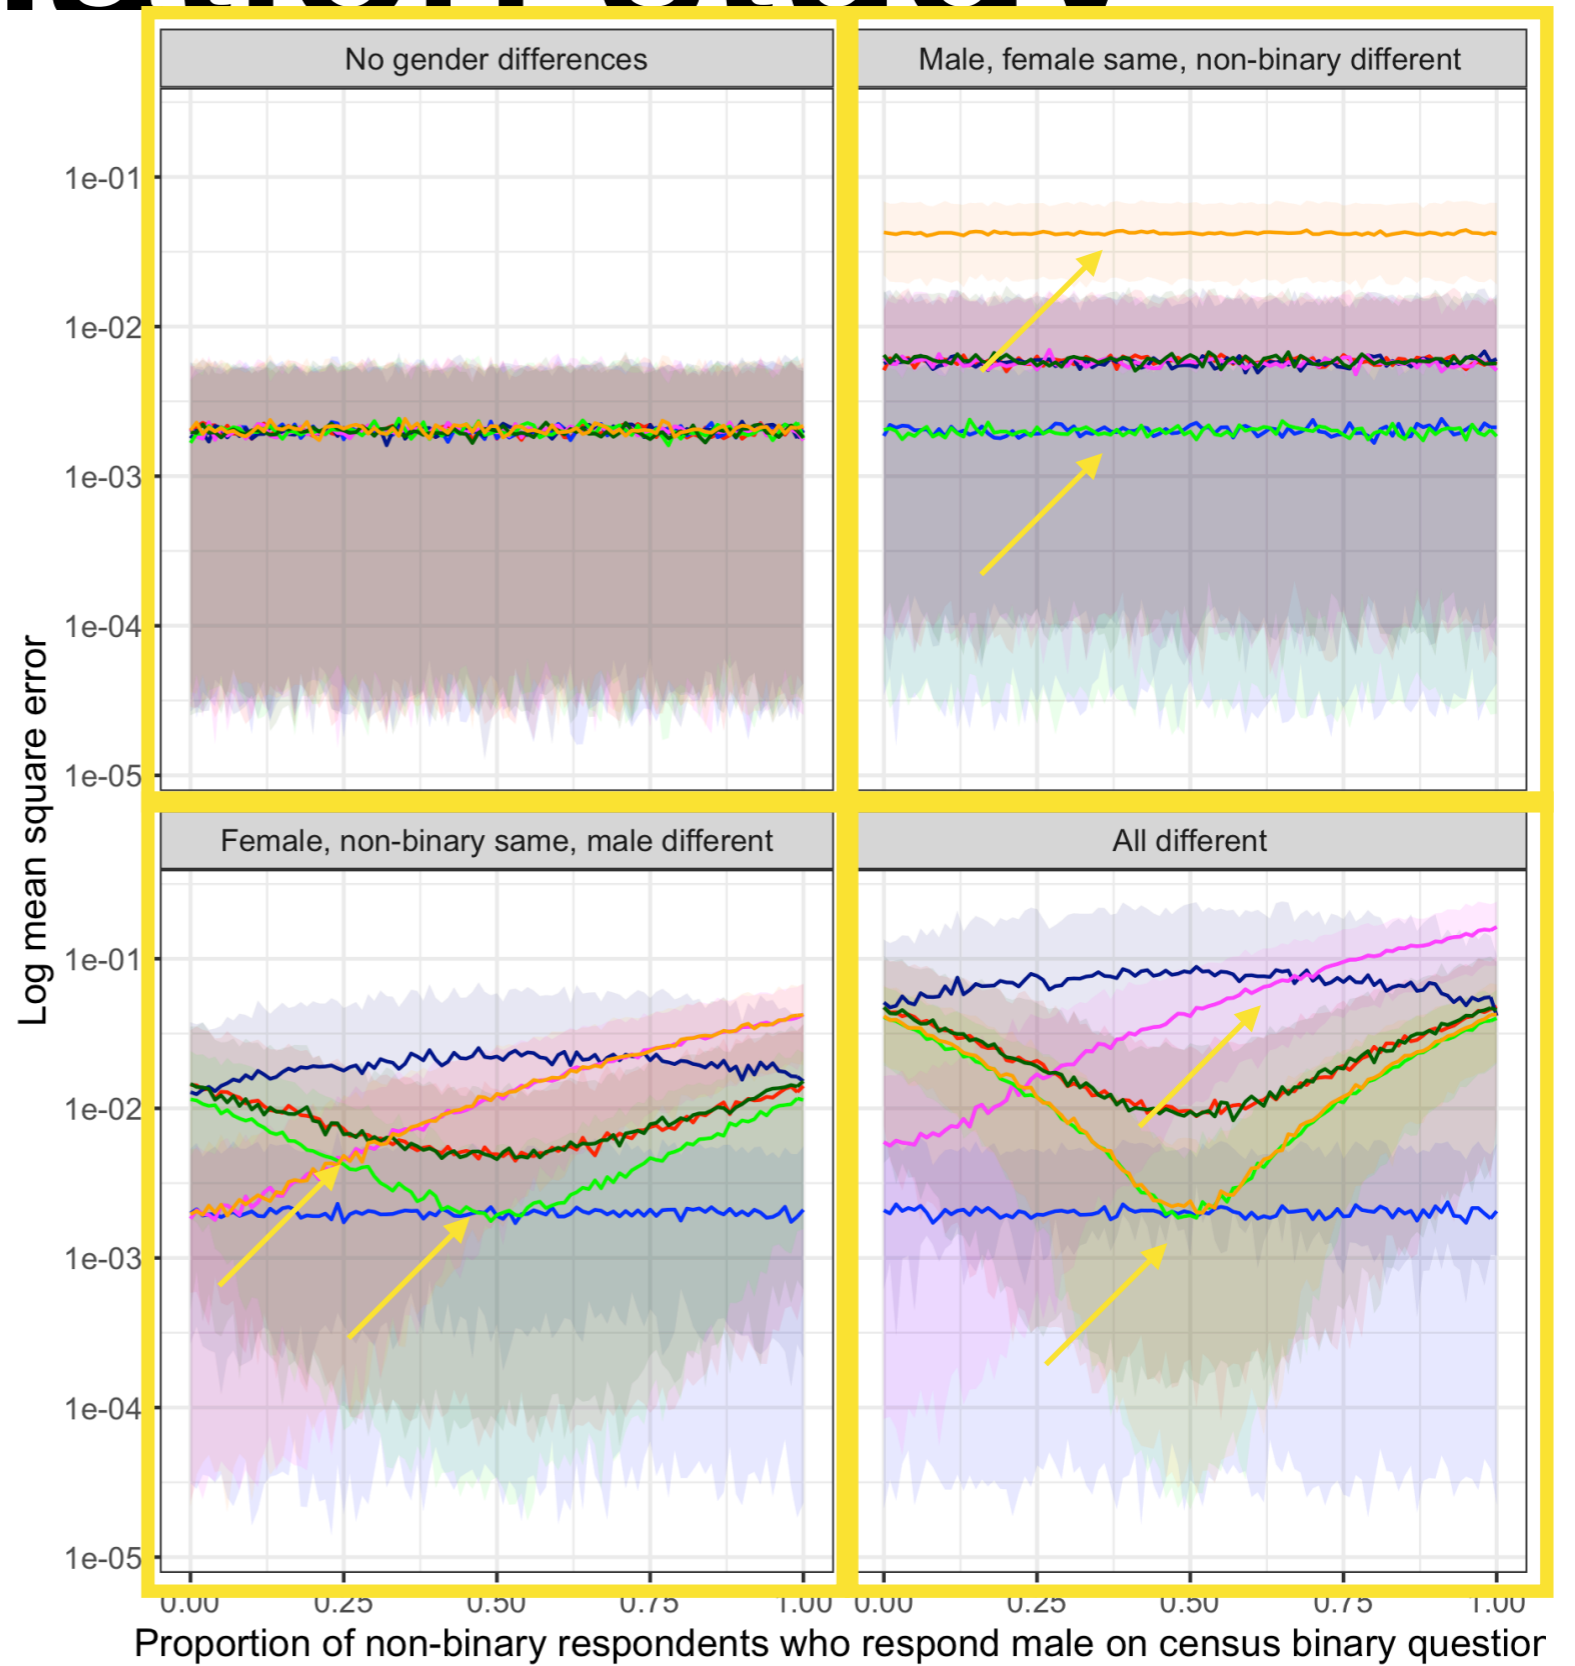 No gender differences
Male, female same, non-binary different
1e-01
1e-02
1e-03
1e-04
1e-05
Log mean square error
Female, non-binary same, male different
All different
1e-01
1e-02
1e-03
1e-04
1e-05
0.00 0.25 0.50 0.75 1.00 0.00 0.25 0.50 0.75 1.00
Proportion of non-binary respondents who respond male on census binary question